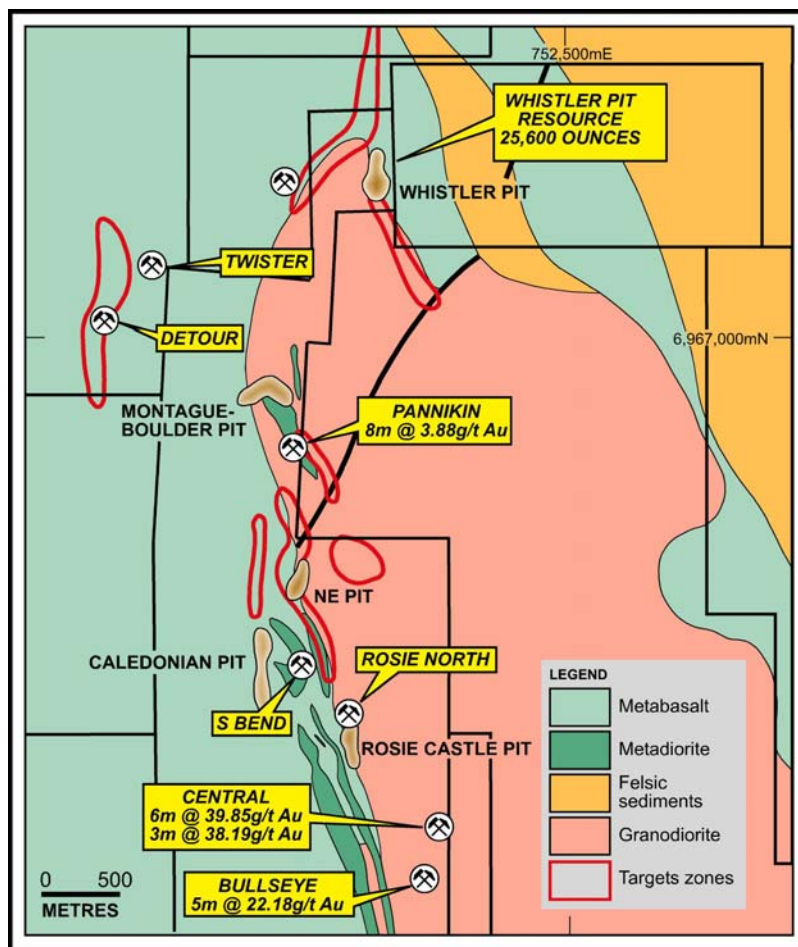 752,500mE
WHISTLER PIT
RESOURCE
25,600 OUNCES
WHISTLER PIT
TWISTER
DETOUR
6,967,000mN
MONTAGUE-
BOULDER PIT
PANNIKIN
8m @ 3.88g/t Au
NE PIT
CALEDONIAN PIT
ROSIE NORTH
S BEND
ROSIE CASTLE PIT
CENTRAL
6m @ 39.85g/t Au
3m @ 38.19g/t Au
BULLSEYE
5m @ 22.18g/t Au
0 500
METRES
LEGEND
Metabasalt
Metadiorite
Felsic
sediments
Granodiorite
Targets zones